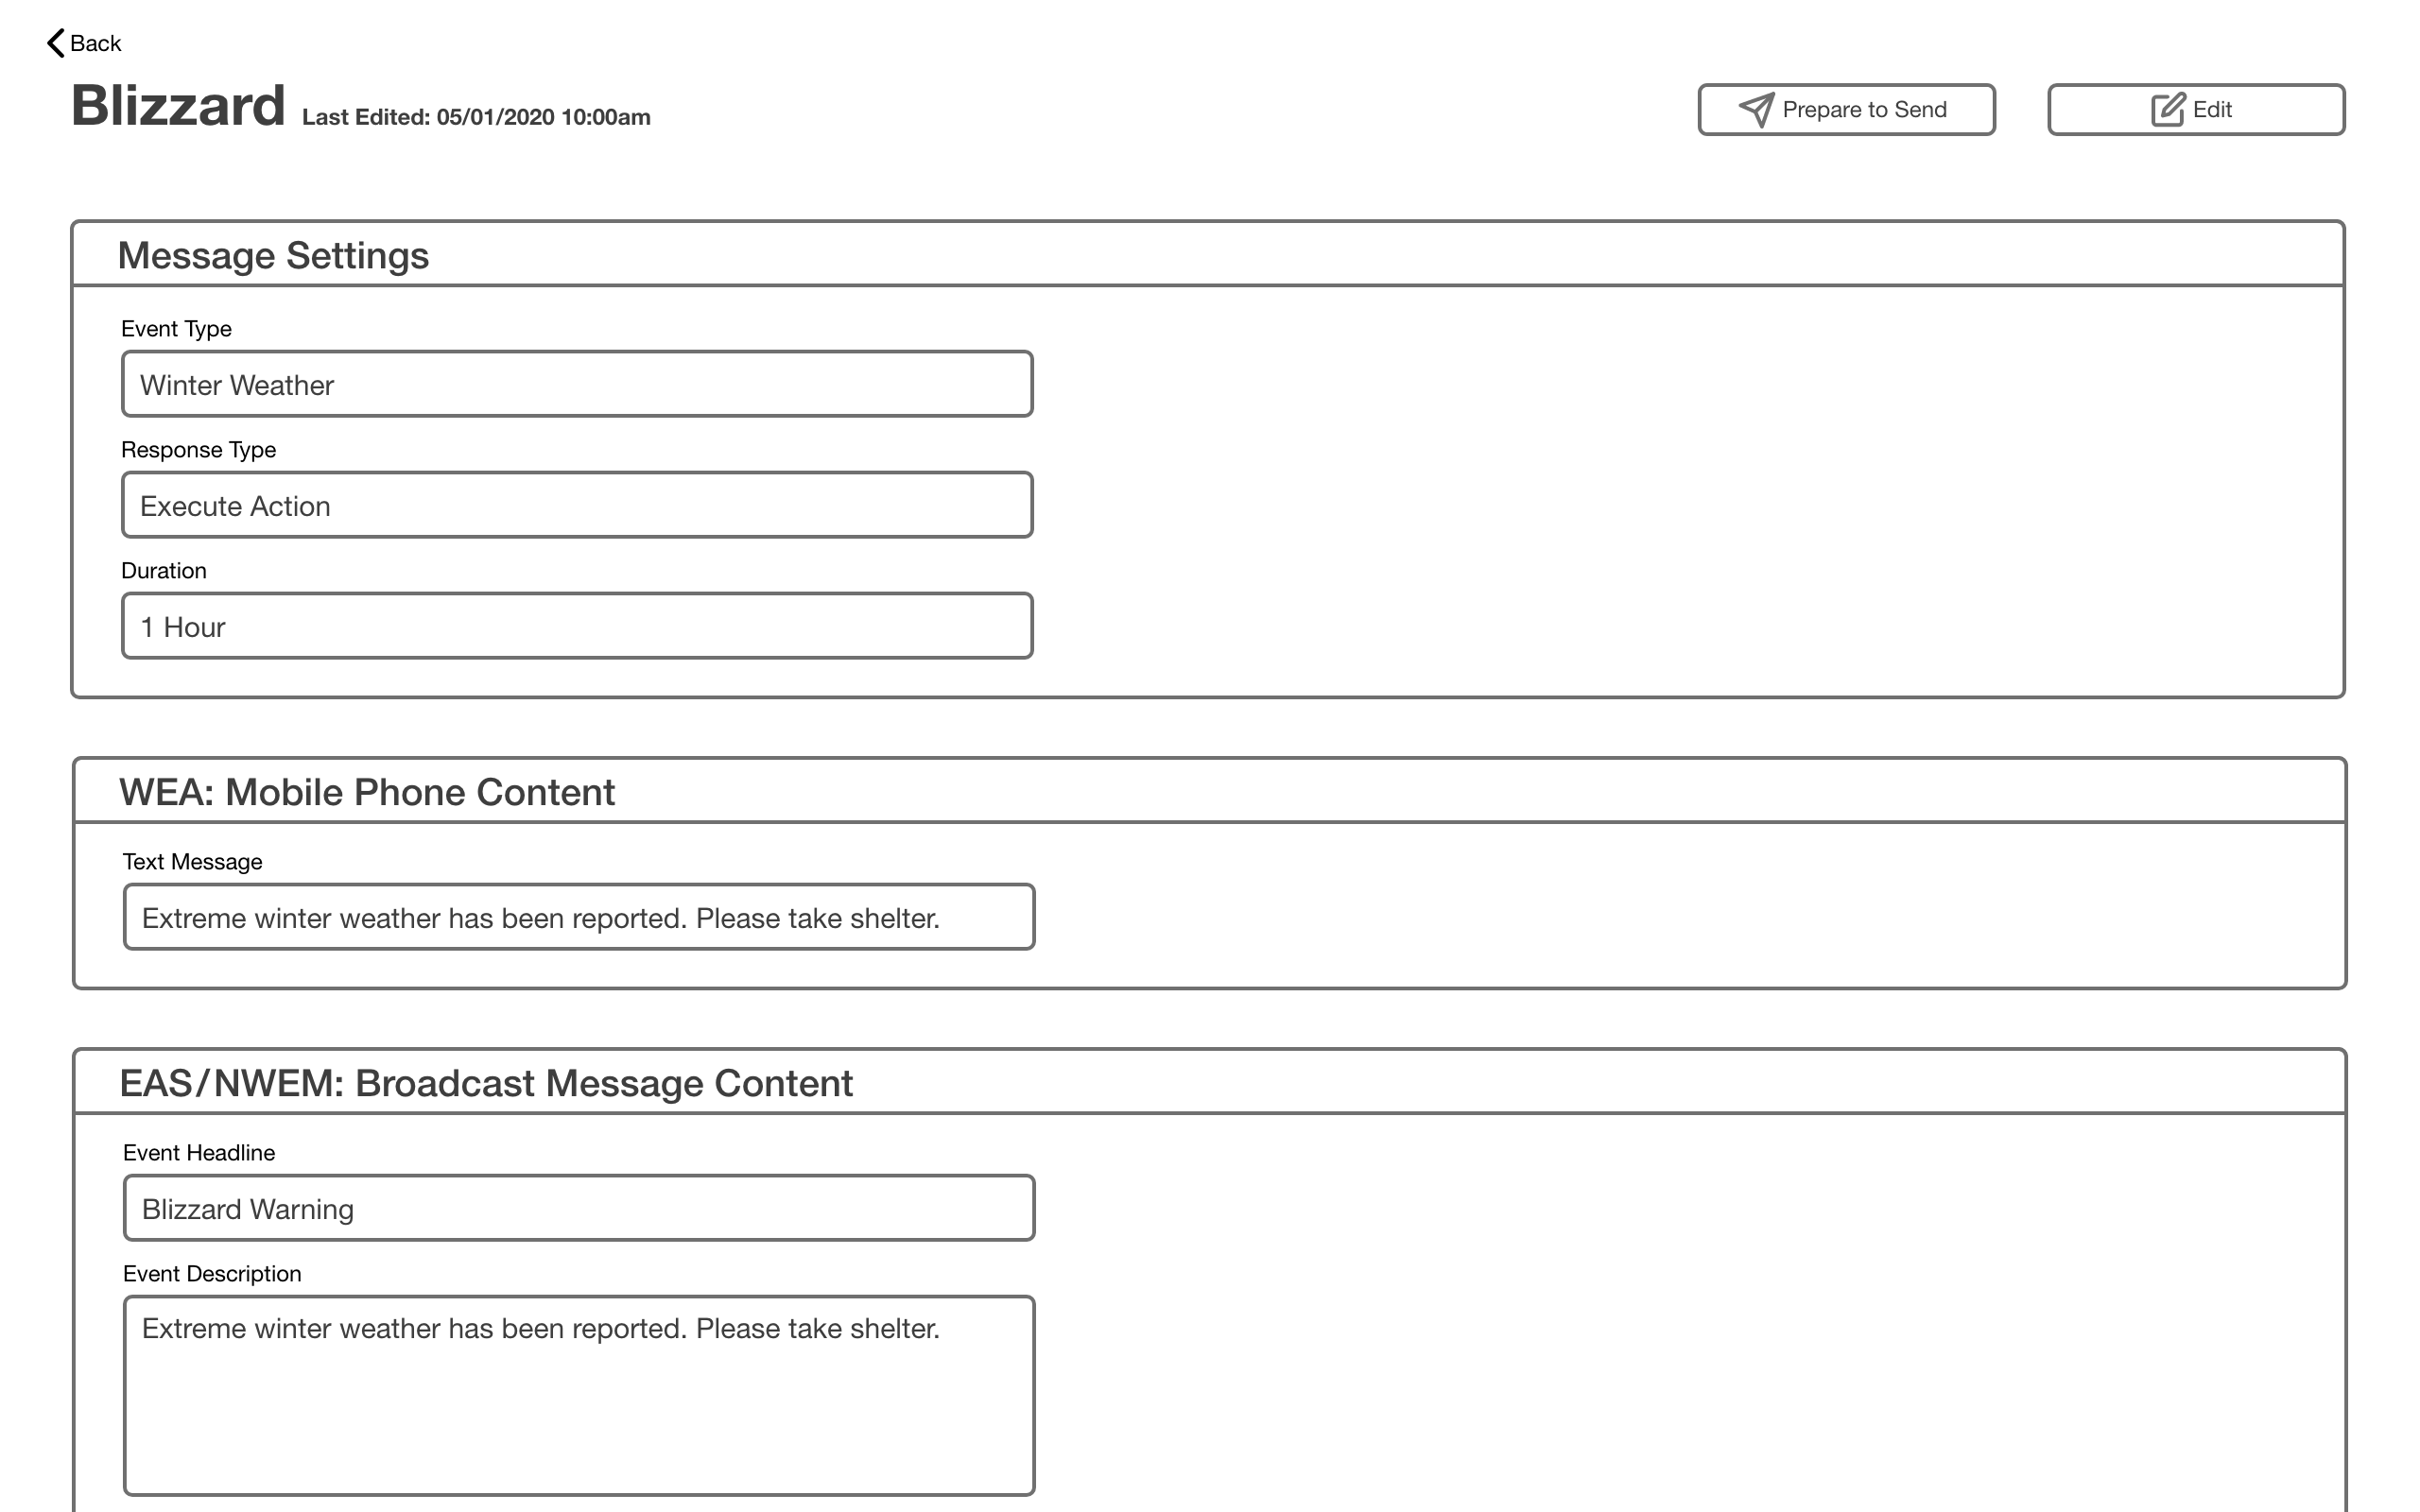 Back
Blizzard Last Edited: 05/01/2020 10:00am
Prepare to Send
Edit
Message Settings
Event Type
Winter Weather
Response Type
Execute Action
Duration
1 Hour
WEA: Mobile Phone Content
Text Message
Extreme winter weather has been reported. Please take shelter.
EAS/NWEM: Broadcast Message Content
Event Headline
Blizzard Warning
Event Description
Extreme winter weather has been reported. Please take shelter.